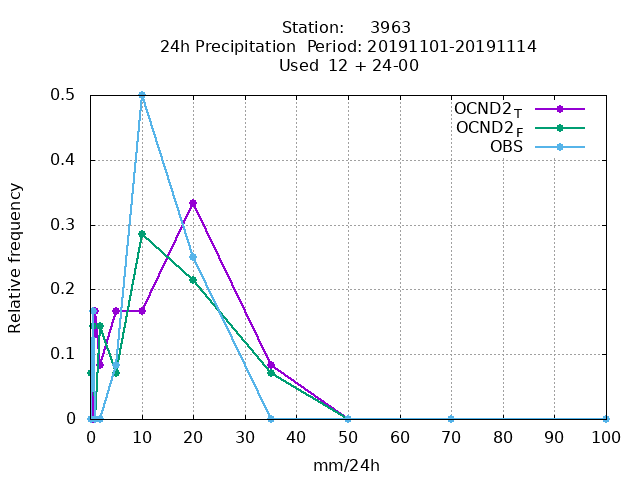 Station:     3963
24h Precipitation  Period: 20191101-20191114
Used  12 + 24-00
OCND2_T
OCND2_F
OBS
0.5
0.4
0.3
0.2
0.1
0
Relative frequency
0 10 20 30 40 50 60 70 80 90 100
mm/24h